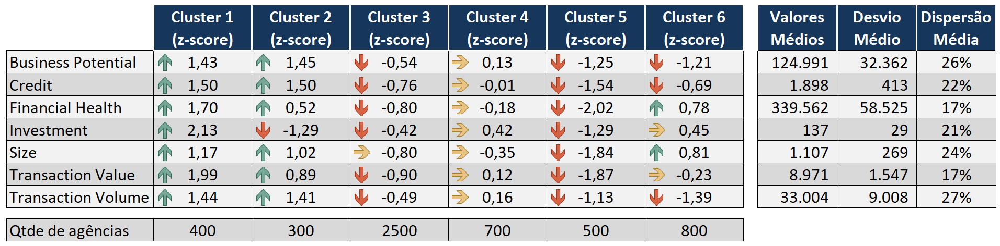 Cluster 1 Cluster 2 Cluster 3 Cluster 4 Cluster 5 Cluster 6 Valores Desvio Dispersão
(z-score) (z-score) (z-score) (z-score) (z-score) (z-score) Médios Médio Média
Business Potential 1,43 1,45 -0,54 0,13 -1,25 -1,21 124.991 32.362 26%
Credit 1,50 1,50 -0,76 -0,01 -1,54 -0,69 1.898 413 22%
Financial Health 1,70 0,52 -0,80 -0,18 -2,02 0,78 339.562 58.525 17%
Investment 2,13 -1,29 -0,42 0,42 -1,29 0,45 137 29 21%
Size 1,17 1,02 -0,80 -0,35 -1,84 0,81 1.107 269 24%
Transaction Value 1,99 0,89 -0,90 0,12 -1,87 -0,23 8.971 1.547 17%
Transaction Volume 1,44 1,41 -0,49 0,16 -1,13 -1,39 33.004 9.008 27%
Qtde de agências 400 300 2500 700 500 800